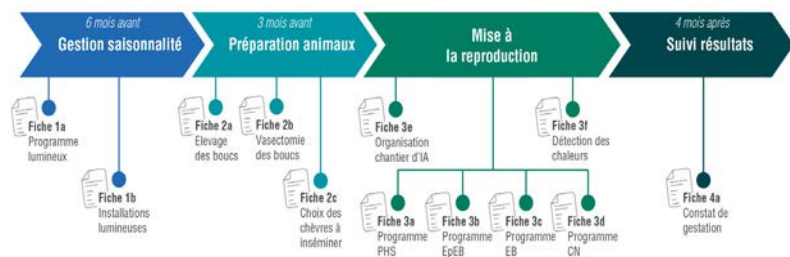 6 mois avant
Gestion saisonnalité
3 mois avant
Préparation animaux
Mise à
la reproduction
4 mois après
Suivi résultats
Fiche 1a
Programme
lumineux
Fiche 1b
Installations
lumineuses
Fiche 2a
Elevage
des boucs
Fiche 2b
Vasectomie
des boucs
Fiche 2c
Choix des
chèvres à
inséminer
Fiche 3e
Organisation
chantier d'IA
Fiche 3f
Détection des
chaleurs
Fiche 3a
Programme
PHS
Fiche 3b
Programme
EpEB
Fiche 3c
Programme
EB
Fiche 3d
Programme
CN
Fiche 4a
Constat de
gestation